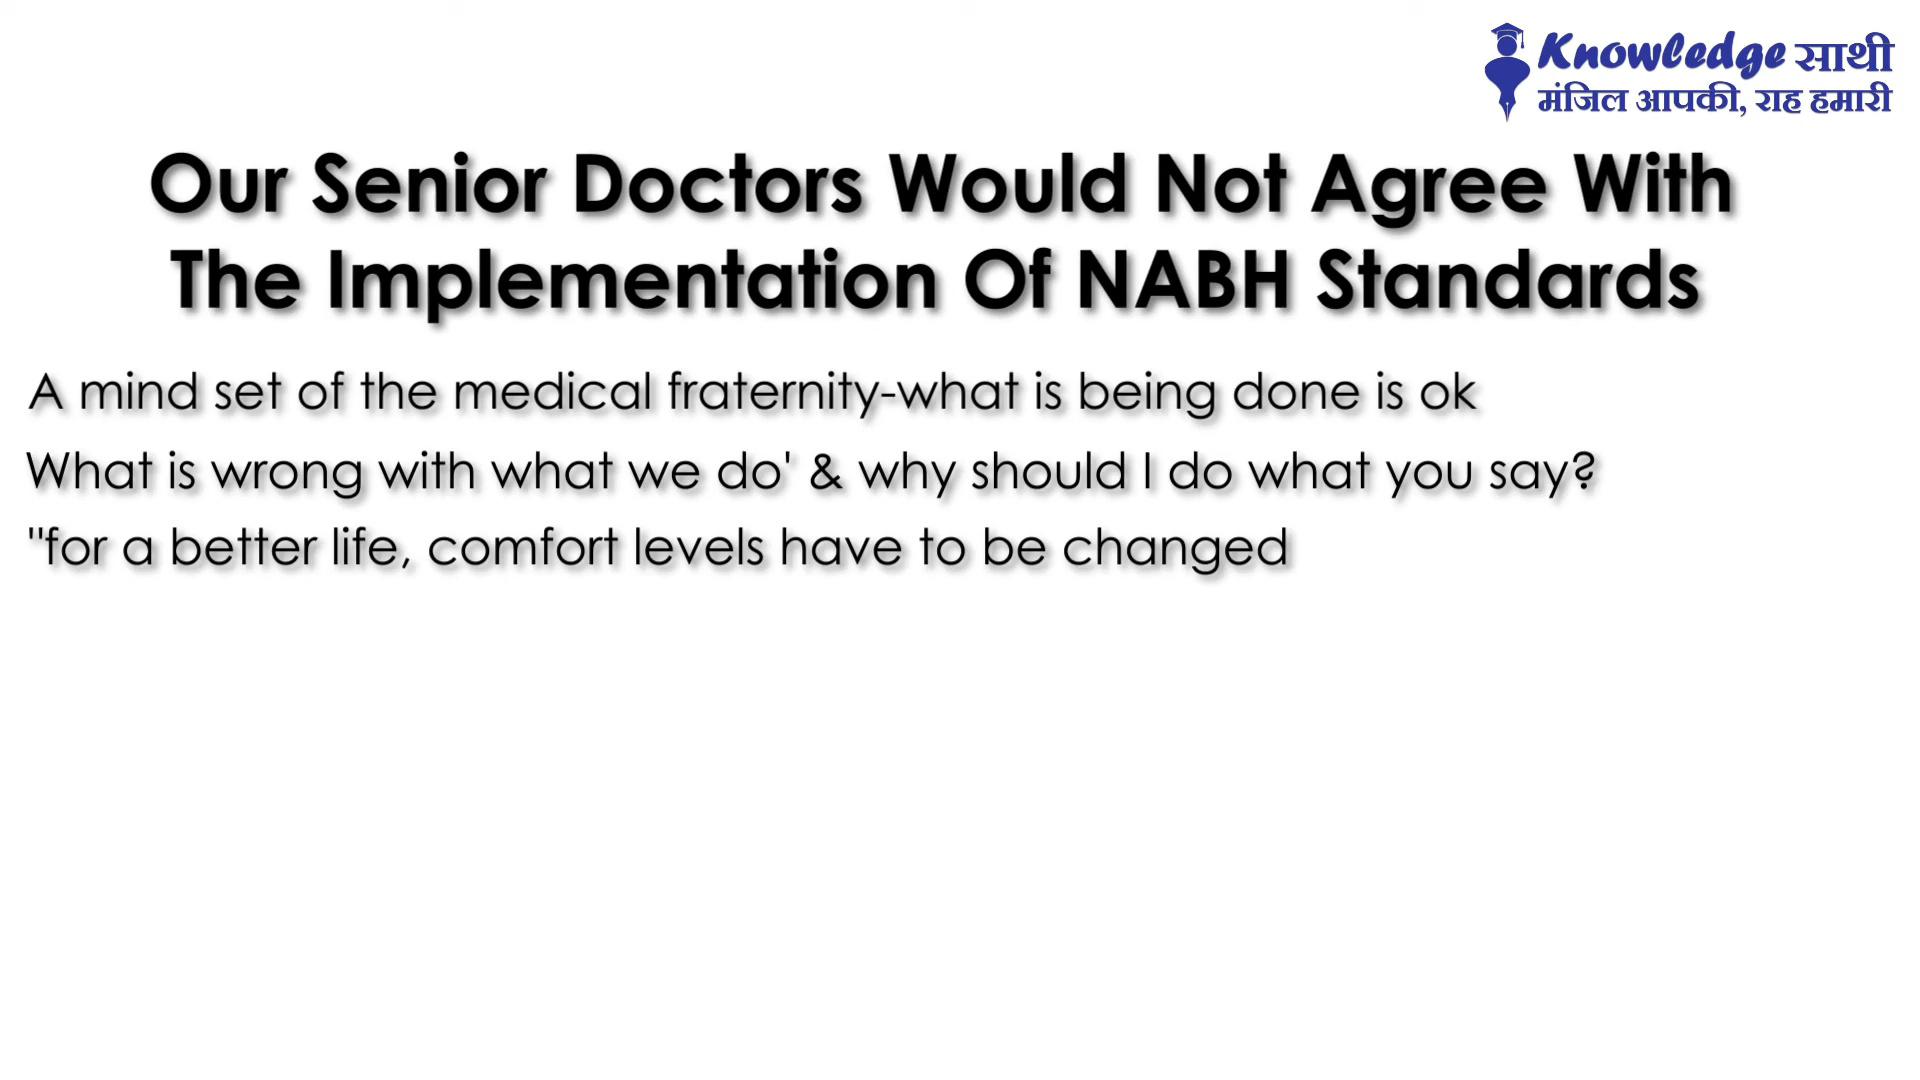 Knowledge साथी
मंजिल आपकी, राह हमारी
Our Senior Doctors Would Not Agree With
The Implementation Of NABH Standards
A mind set of the medical fraternity-what is being done is ok
What is wrong with what we do' & why should I do what you say?
"for a better life, comfort levels have to be changed